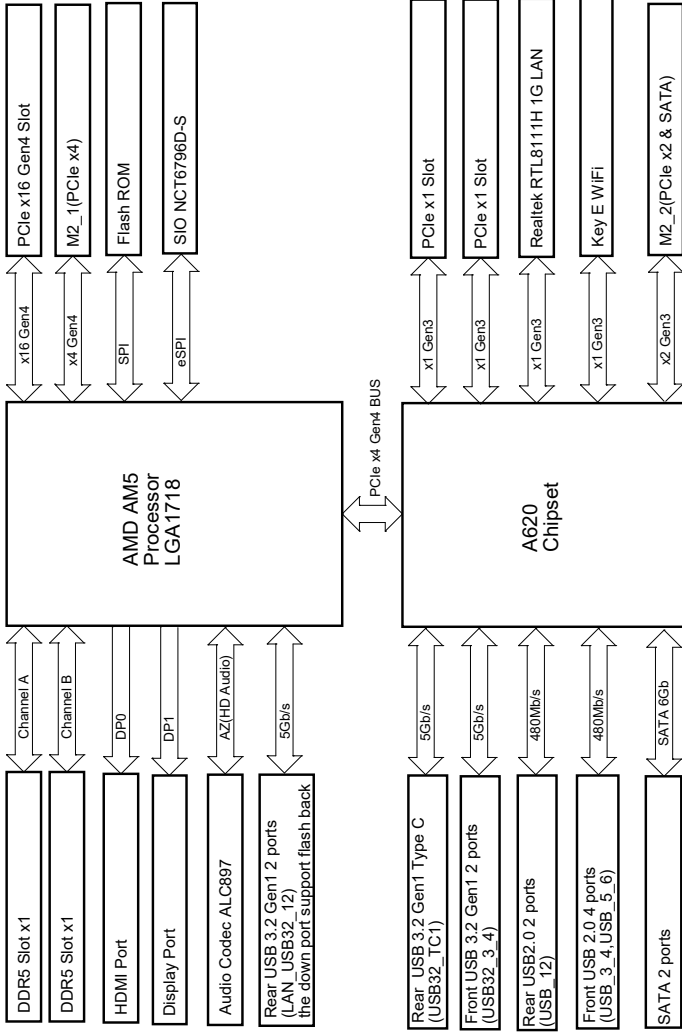 DDR5 Slot x1
Channel A
DDR5 Slot x1
Channel B
HDMI Port
DP0
Display Port
DP1
Audio Codec ALC897
AZ(HD Audio)
Rear USB 3.2 Gen1 2 ports
(LAN_USB32_12)
the down port support flash back
5Gb/s
AMD AM5
Processor
LGA1718
x16 Gen4
PCIe x16 Gen4 Slot
x4 Gen4
M2_1(PCIe x4)
SPI
Flash ROM
eSPI
SIO NCT6796D-S
PCIe x4 Gen4 BUS
Rear USB 3.2 Gen1 Type C
(USB32_TC1)
5Gb/s
Front USB 3.2 Gen1 2 ports
(USB32_3_4)
5Gb/s
Rear USB2.0 2 ports
(USB_12)
480Mb/s
Front USB 2.0 4 ports
(USB_3_4,USB_5_6)
480Mb/s
SATA 2 ports
SATA 6Gb
A620
Chipset
x1 Gen3
PCIe x1 Slot
x1 Gen3
PCIe x1 Slot
x1 Gen3
Realtek RTL8111H 1G LAN
x1 Gen3
Key E WiFi
x2 Gen3
M2_2(PCIe x2 & SATA)